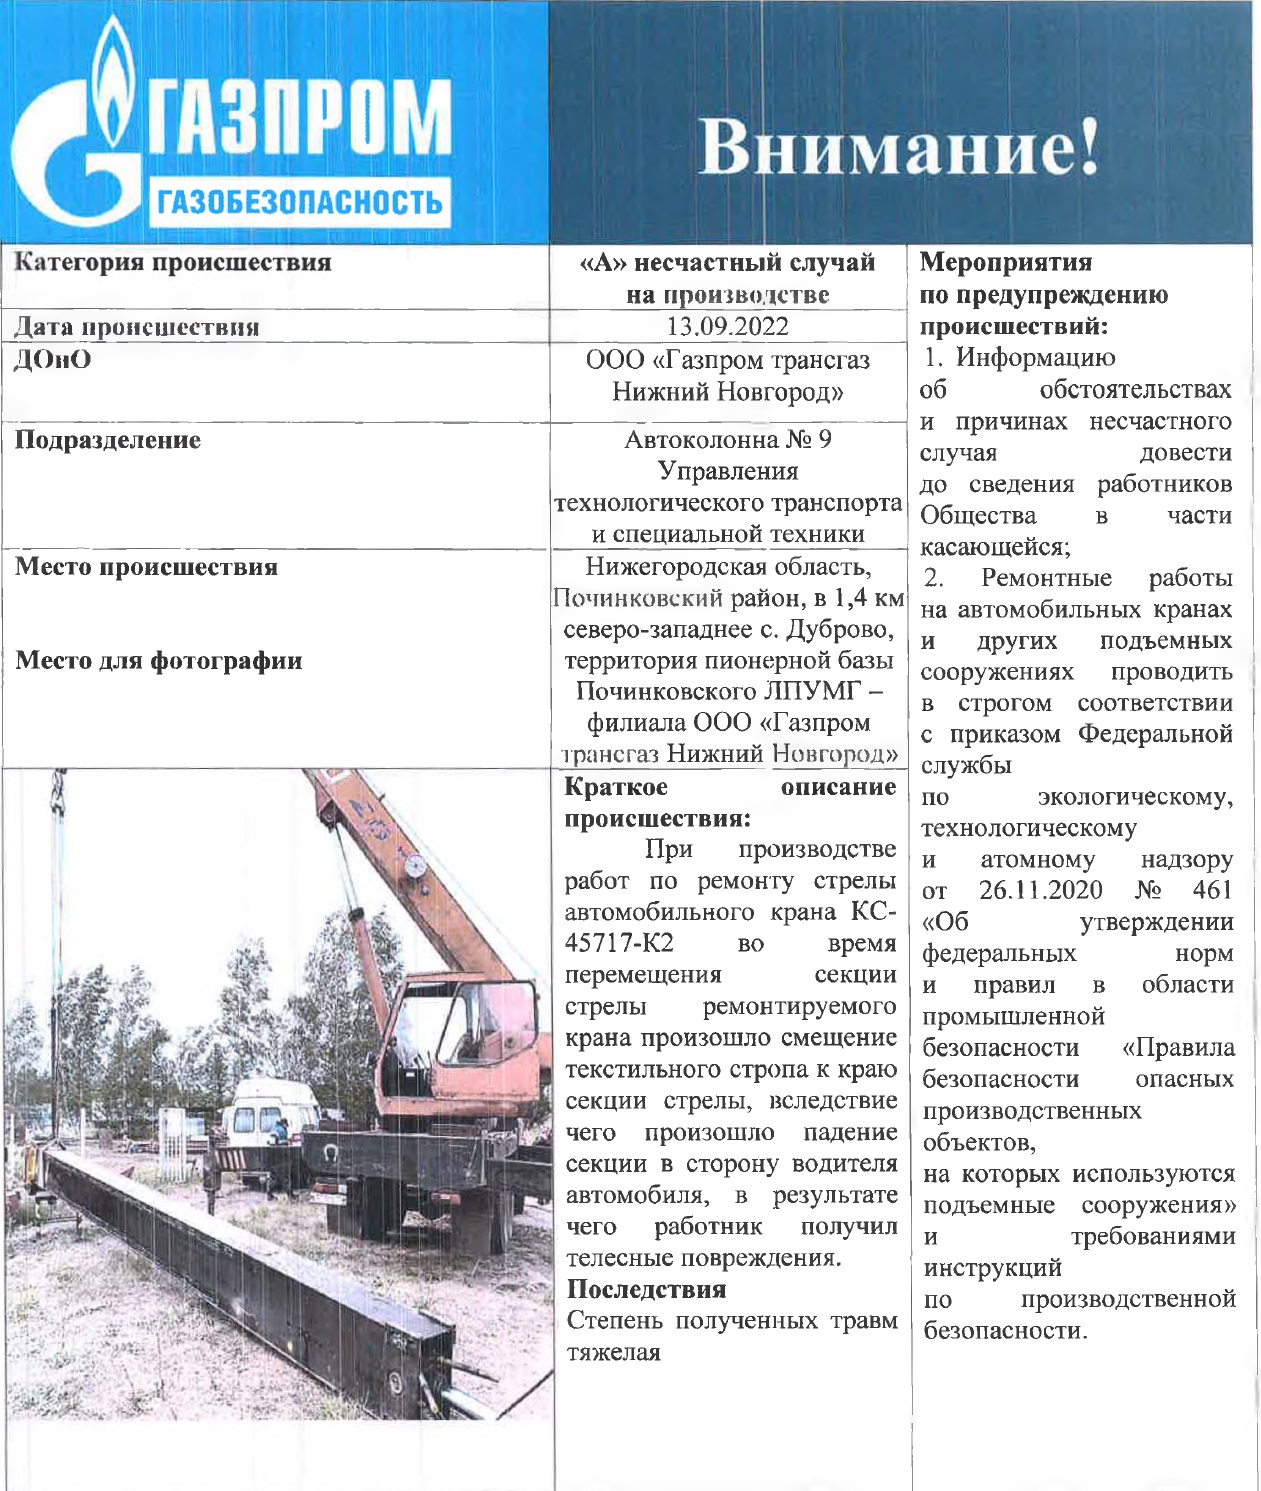 ГАЗПРОМ
ГАЗОБЕЗОПАСНОСТЬ
Внимание!
Категория происшествия
«А» несчастный случай
на производстве
Дата происшествия
13.09.2022
ДОиО
ООО «Газпром трансгаз
Нижний Новгород»
Подразделение
Автоколонна № 9
Управления
технологического транспорта
и специальной техники
Место происшествия
Место для фотографии
Нижегородская область,
Починковский район, в 1,4 км
северо-западнее с. Дуброво,
территория пионерной базы
Починковского ЛПУМГ –
филиала ООО «Газпром
трансгаз Нижний Новгород»
Краткое описание
происшествия:
При производстве
работ по ремонту стрелы
автомобильного крана КС-
45717-К2 во время
перемещения секции
стрелы ремонтируемого
крана произошло смещение
текстильного стропа к краю
секции стрелы, вследствие
чего произошло падение
секции в сторону водителя
автомобиля, в результате
чего работник получил
телесные повреждения.
Последствия
Степень полученных травм
тяжелая
Мероприятия
по предупреждению
происшествий:
1. Информацию
об обстоятельствах
и причинах несчастного
случая довести
до сведения работников
Общества в части
касающейся;
2. Ремонтные работы
на автомобильных кранах
и других подъемных
сооружениях проводить
в строгом соответствии
с приказом Федеральной
службы
по экологическому,
технологическому
и атомному надзору
от 26.11.2020 № 461
«Об утверждении
федеральных норм
и правил в области
промышленной
безопасности «Правила
безопасности опасных
производственных
объектов,
на которых используются
подъемные сооружения»
и требованиями
инструкций
по производственной
безопасности.